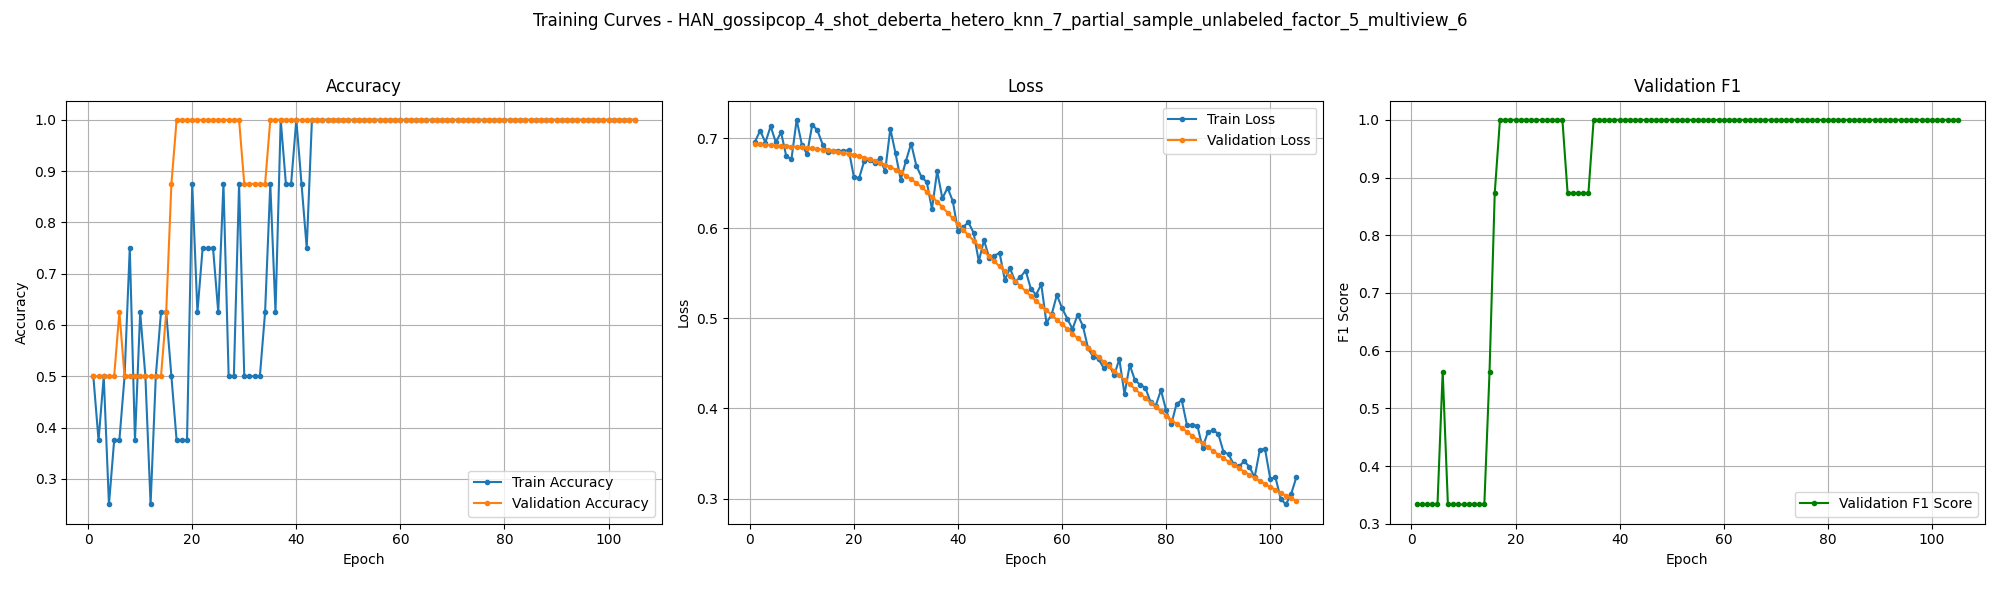 Training Curves - HAN_gossipcop_4_shot_deberta_hetero_knn_7_partial_sample_unlabeled_factor_5_multiview_6
Accuracy
1.0
0.9
0.8
0.7
0.6
0.5
0.4
0.3
Accuracy
0 20 40 60 80 100
Epoch
Train Accuracy
Validation Accuracy
Loss
0.7
0.6
0.5
0.4
0.3
Loss
0 20 40 60 80 100
Epoch
Train Loss
Validation Loss
Validation F1
1.0
0.9
0.8
0.7
0.6
0.5
0.4
0.3
F1 Score
0 20 40 60 80 100
Epoch
Validation F1 Score